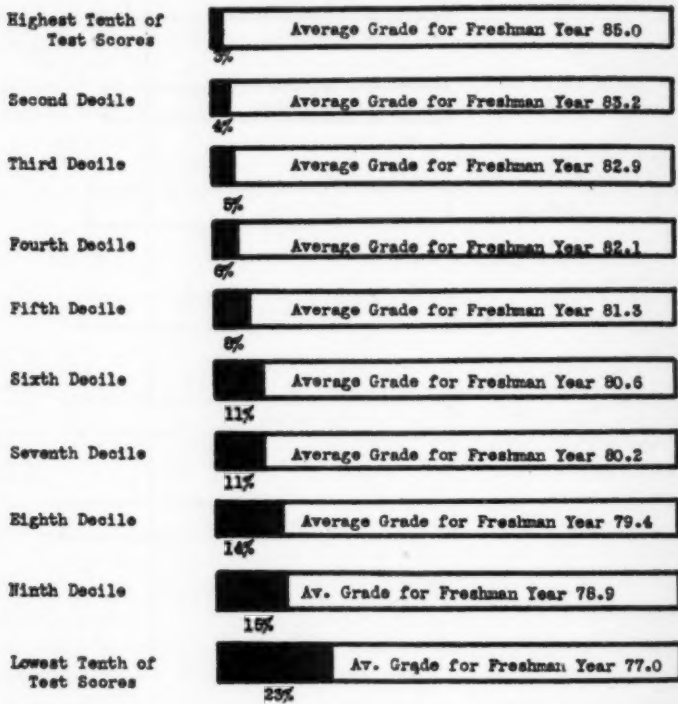 Highest Tenth of
Test Scores
Average Grade for Freshman Year 85.0
3%
Second Decile
Average Grade for Freshman Year 83.2
4%
Third Decile
Average Grade for Freshman Year 82.9
5%
Fourth Decile
Average Grade for Freshman Year 82.1
6%
Fifth Decile
Average Grade for Freshman Year 81.3
8%
Sixth Decile
Average Grade for Freshman Year 80.6
11%
Seventh Decile
Average Grade for Freshman Year 80.2
11%
Eighth Decile
Average Grade for Freshman Year 79.4
14%
Ninth Decile
Av. Grade for Freshman Year 78.9
15%
Lowest Tenth of
Test Scores
Av. Grade for Freshman Year 77.0
23%